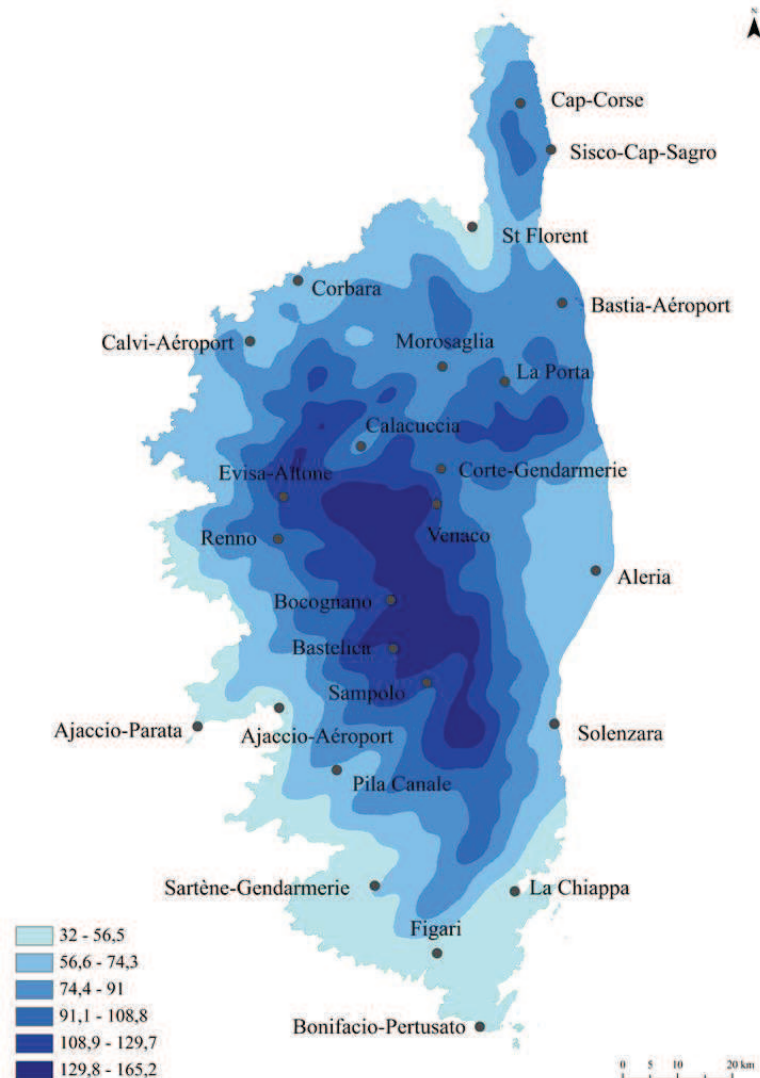 N
Cap-Corse
Sisco-Cap-Sagro
St Florent
Corbara
Bastia-Aéroport
Calvi-Aéroport
Morosaglia
La Porta
Calacuccia
Evisa-Aïtone
Corte-Gendarmerie
Renno
Venaco
Aleria
Bocognano
Bastelica
Sampolo
Ajaccio-Parata
Ajaccio-Aéroport
Solenzara
Pila Canale
Sartène-Gendarmerie
La Chiappa
Figari
Bonifacio-Pertusato
32 - 56,5
56,6 - 74,3
74,4 - 91
91,1 - 108,8
108,9 - 129,7
129,8 - 165,2
0 5 10 20 km